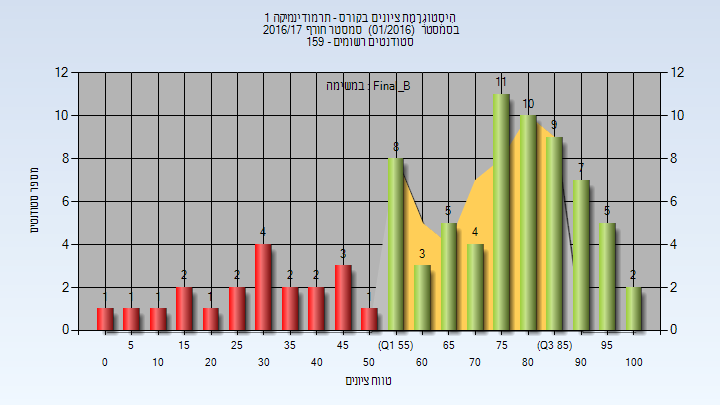 היסטוגרמת ציונים בקורס - תרמודינמיקה 1
בסמסטר (01/2016) סמסטר חורף 2016/17
סטודנטים רשומים - 159
במשימה : Final_B
מספר סטודנטים
12 12
10 10
8 8
6 6
4 4
2 2
0 0
1 1 1 2 1 2 4 2 2 3 1 8 3 5 4 11 10 9 7 5 2
5 15 25 35 45 (Q1 55) 65 75 (Q3 85) 95
0 10 20 30 40 50 60 70 80 90 100
טווח ציונים